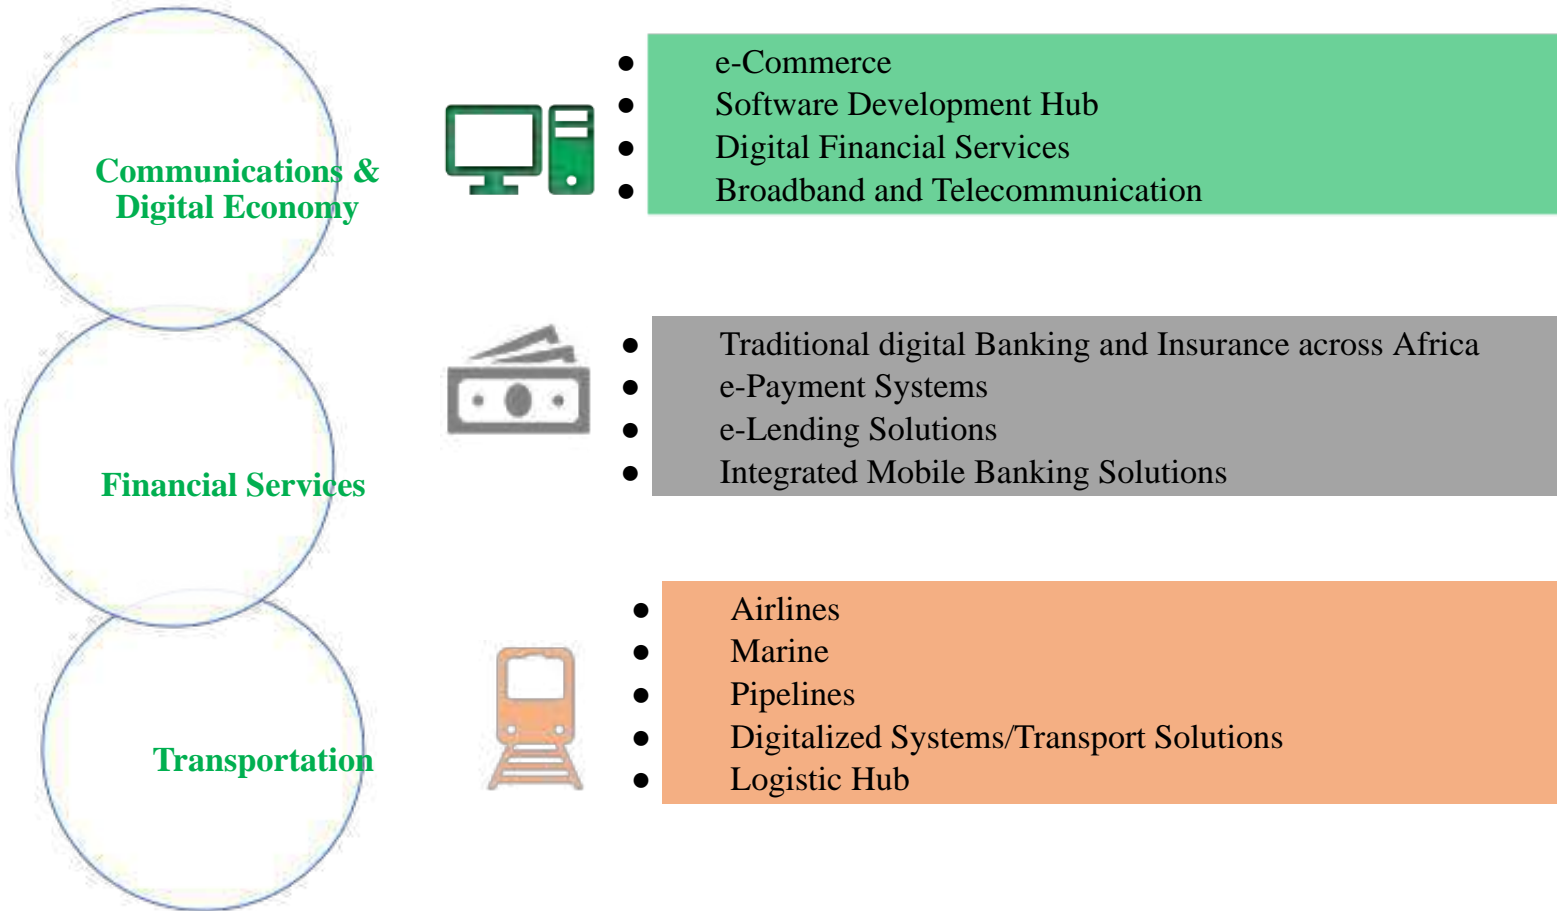 Communications &
Digital Economy
● e-Commerce
● Software Development Hub
● Digital Financial Services
● Broadband and Telecommunication
Financial Services
● Traditional digital Banking and Insurance across Africa
● e-Payment Systems
● e-Lending Solutions
● Integrated Mobile Banking Solutions
Transportation
● Airlines
● Marine
● Pipelines
● Digitalized Systems/Transport Solutions
● Logistic Hub